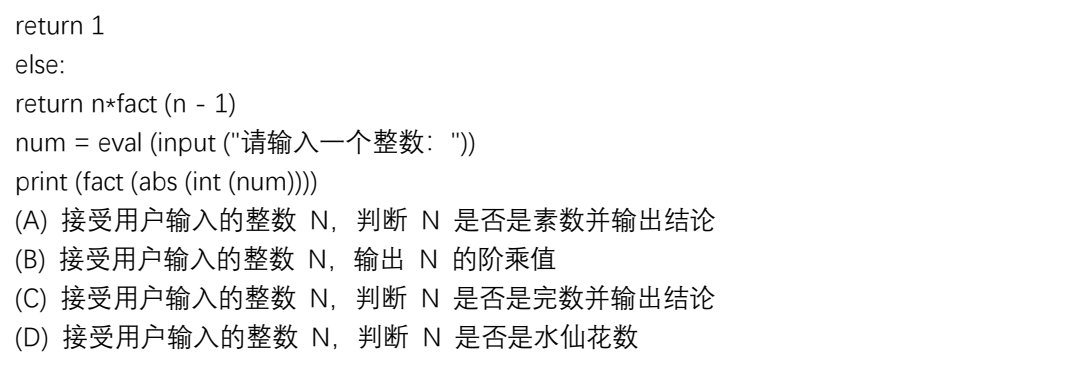 return 1
else:
return n*fact (n - 1)
num = eval (input ("请输入一个整数："))
print (fact (abs (int (num))))
(A) 接受用户输入的整数 N，判断 N 是否是素数并输出结论
(B) 接受用户输入的整数 N，输出 N 的阶乘值
(C) 接受用户输入的整数 N，判断 N 是否是完数并输出结论
(D) 接受用户输入的整数 N，判断 N 是否是水仙花数